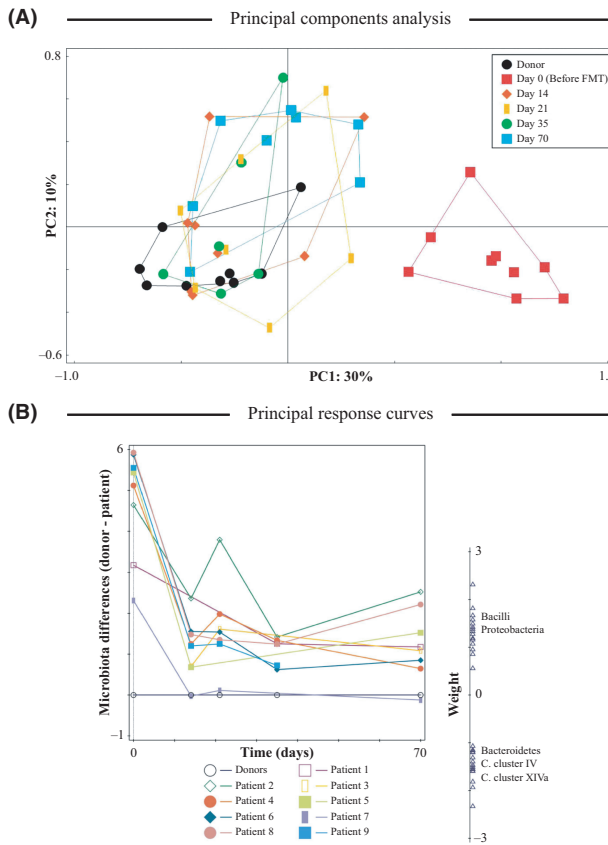 (A)
Principal components analysis
0.8
PC2: 10%
−0.6
−1.0
PC1: 30%
1.
Donor
Day 0 (Before FMT)
Day 14
Day 21
Day 35
Day 70
(B)
Principal response curves
6
Microbiota differences (donor - patient)
−1
0
Time (days)
70
3
Weight
0
−3
Bacilli
Proteobacteria
Bacteroidetes
C. cluster IV
C. cluster XIVa
Donors
Patient 1
Patient 2
Patient 3
Patient 4
Patient 5
Patient 6
Patient 7
Patient 8
Patient 9